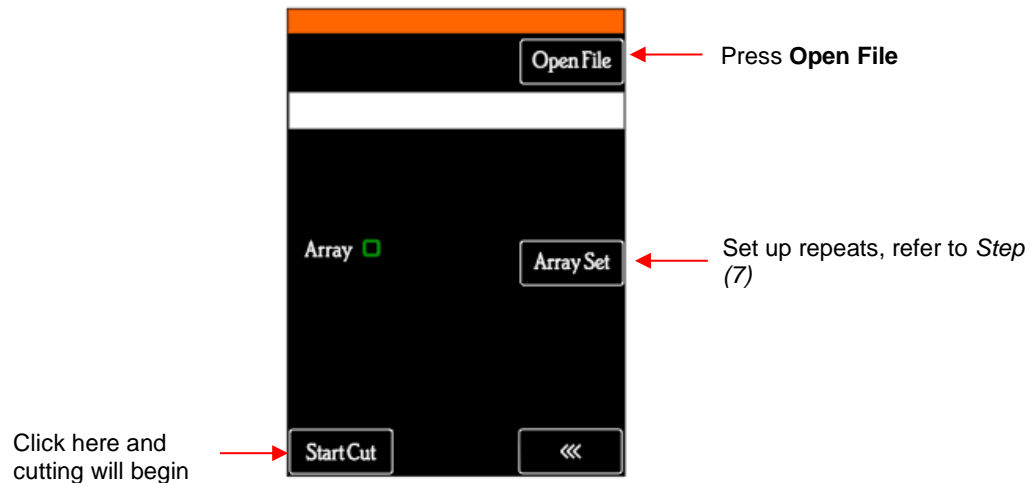 Open File
Press Open File
Array
Array Set
Set up repeats, refer to Step
(7)
Click here and
cutting will begin
Start Cut
<<<